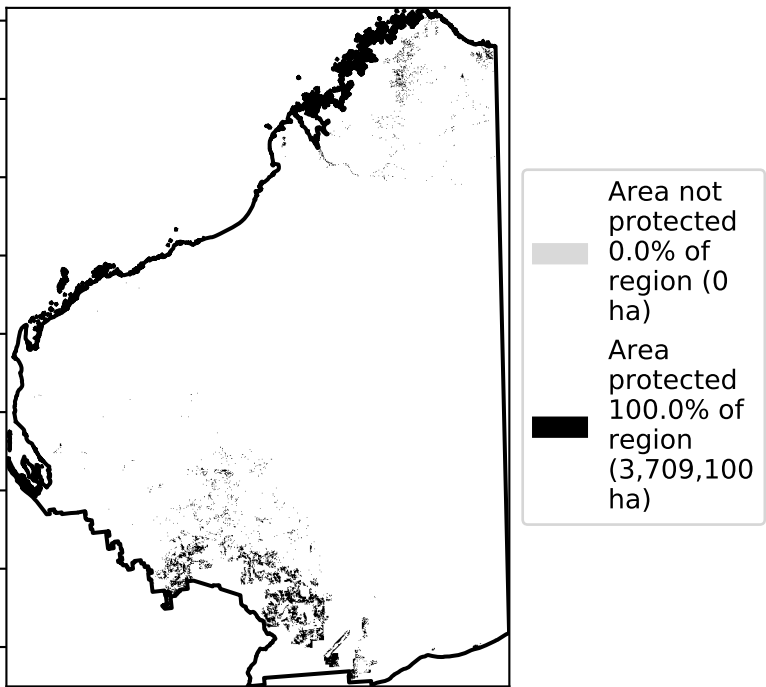 Area not
protected
0.0% of
region (0
ha)
Area
protected
100.0% of
region
(3,709,100
ha)